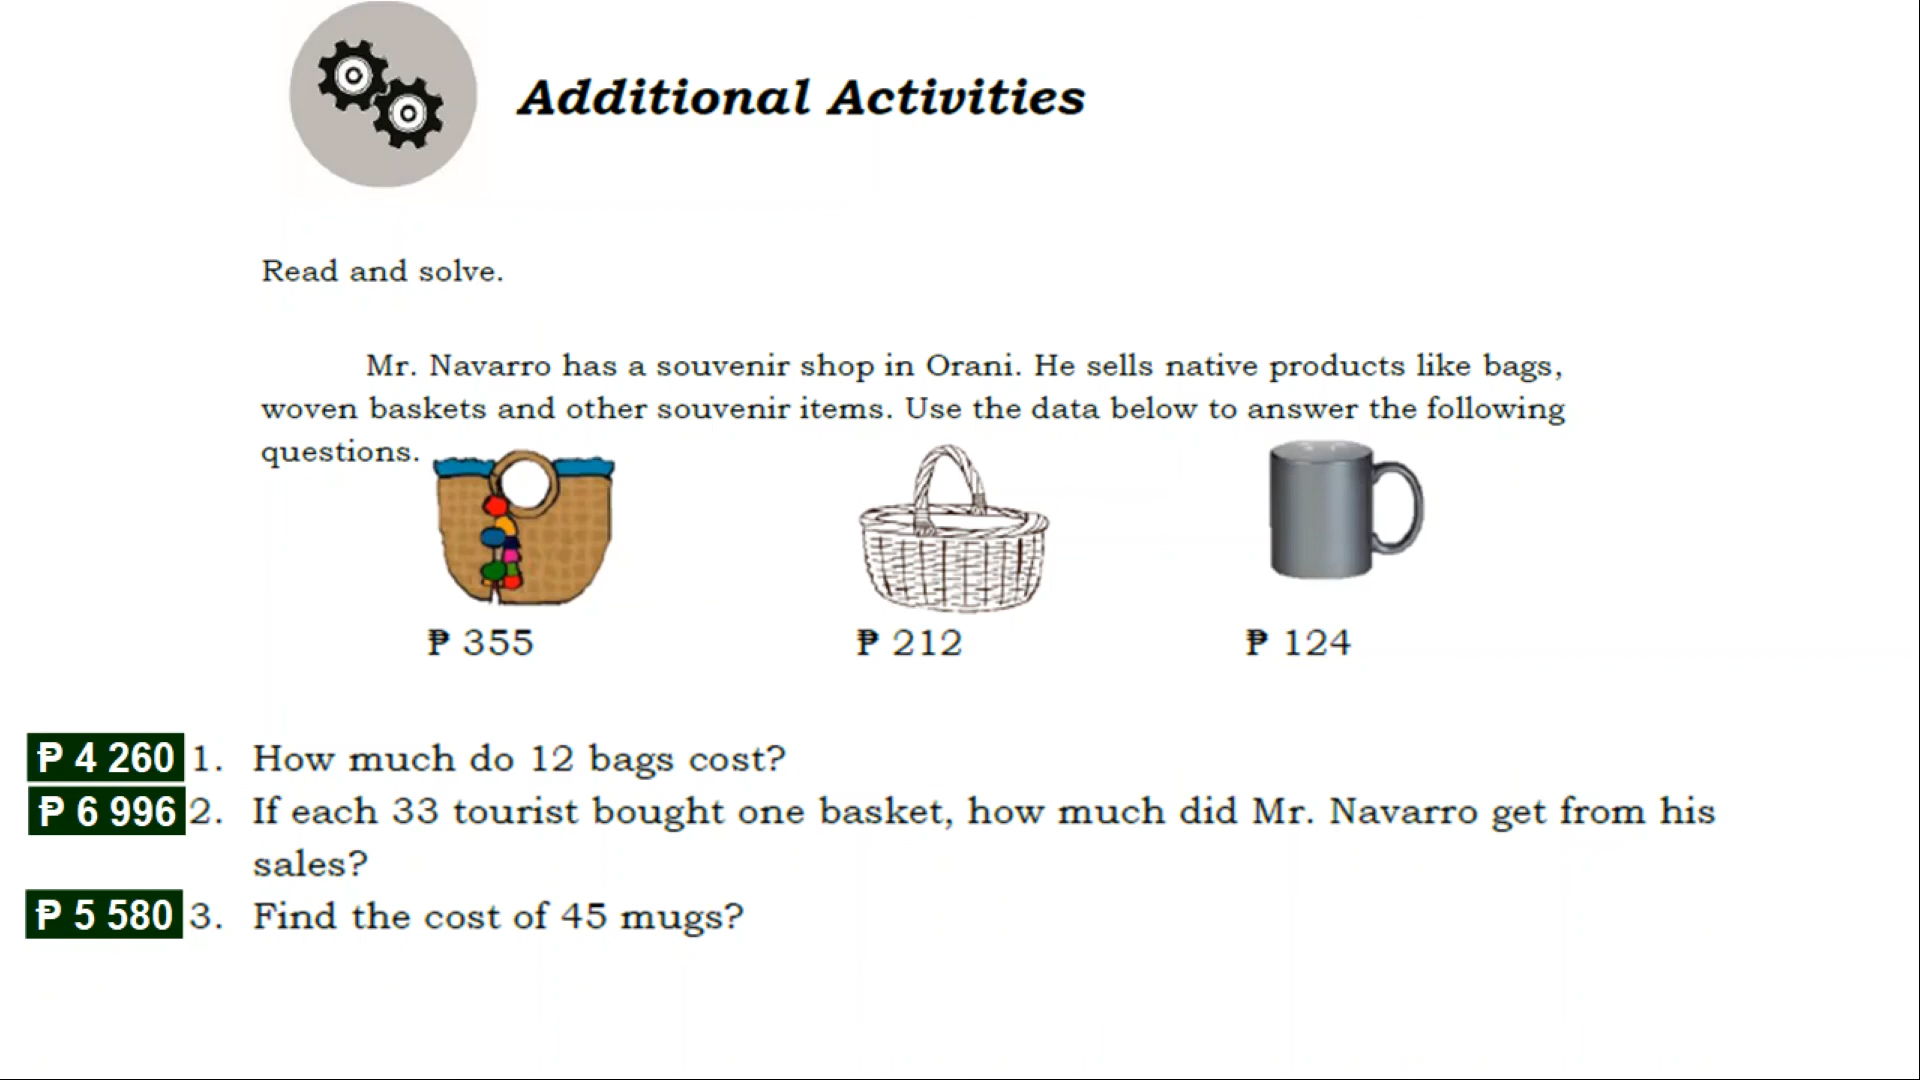 Additional Activities
Read and solve.
Mr. Navarro has a souvenir shop in Orani. He sells native products like bags,
woven baskets and other souvenir items. Use the data below to answer the following
questions.
₱ 355
₱ 212
₱ 124
₱ 4 260 1. How much do 12 bags cost?
₱ 6 996 2. If each 33 tourist bought one basket, how much did Mr. Navarro get from his
sales?
₱ 5 580 3. Find the cost of 45 mugs?